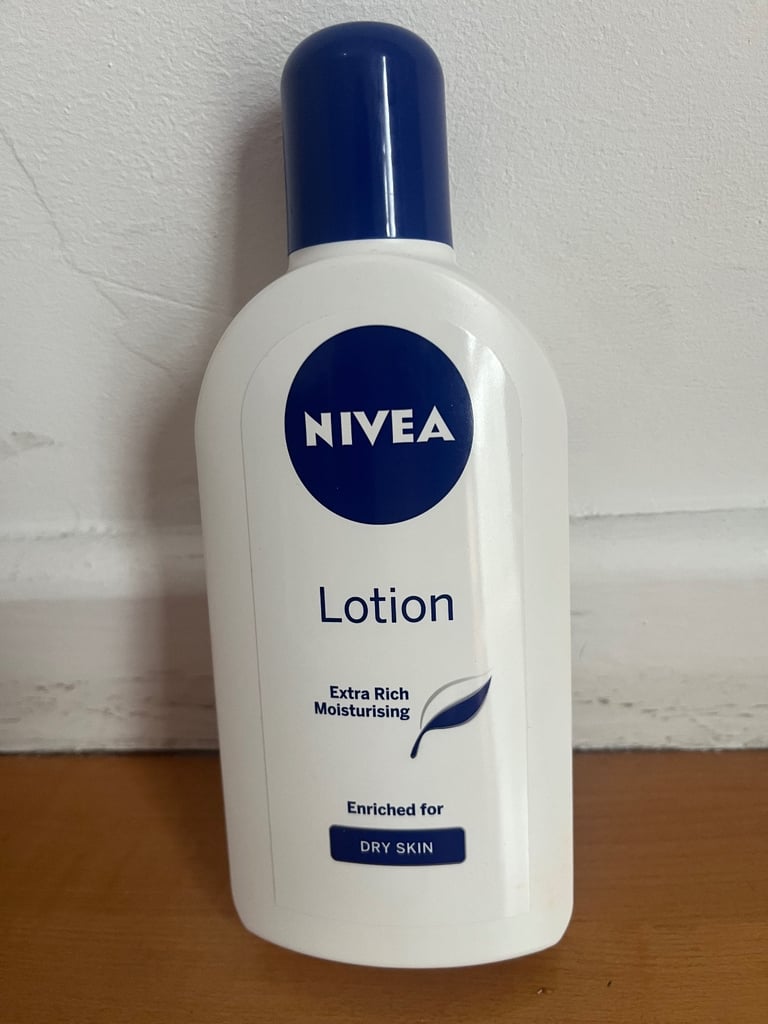 NIVEA
Lotion
Extra Rich
Moisturising
Enriched for
DRY SKIN